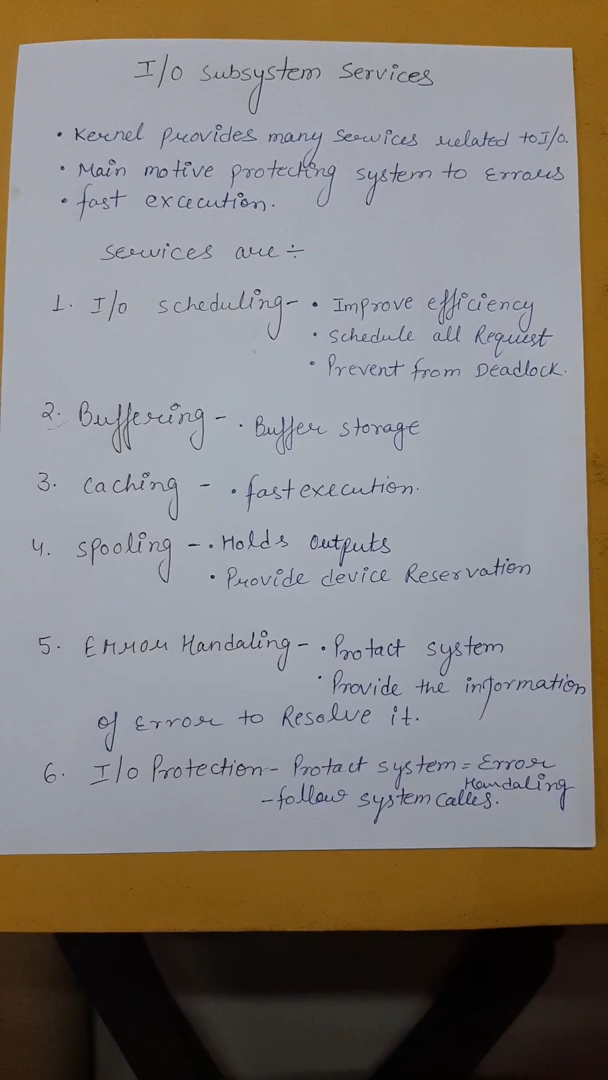 I/O Subsystem Services
• Kernel provides many services related to I/O.
• Main motive protecting system to Errors
• fast excecution.
Services are ÷
1. I/o scheduling - • Improve efficiency
• Schedule all Request
• Prevent from Deadlock.
2. Buffering - • Buffer storage
3. Caching - • fast execution.
4. Spooling - • Holds Outputs
• Provide device Reservation
5. Error Handaling - • Protact system
• Provide the information
of Error to Resolve it.
6. I/o Protection - Protact system = Error
Handaling
- follow system calles.